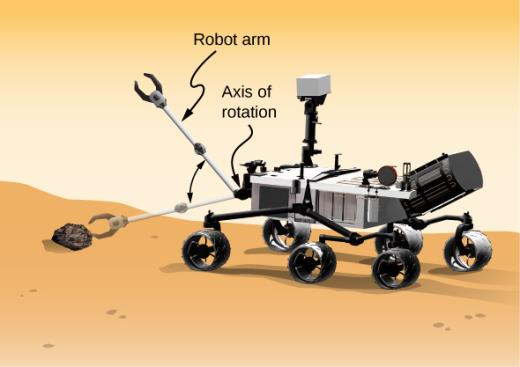 Robot arm
Axis of
rotation